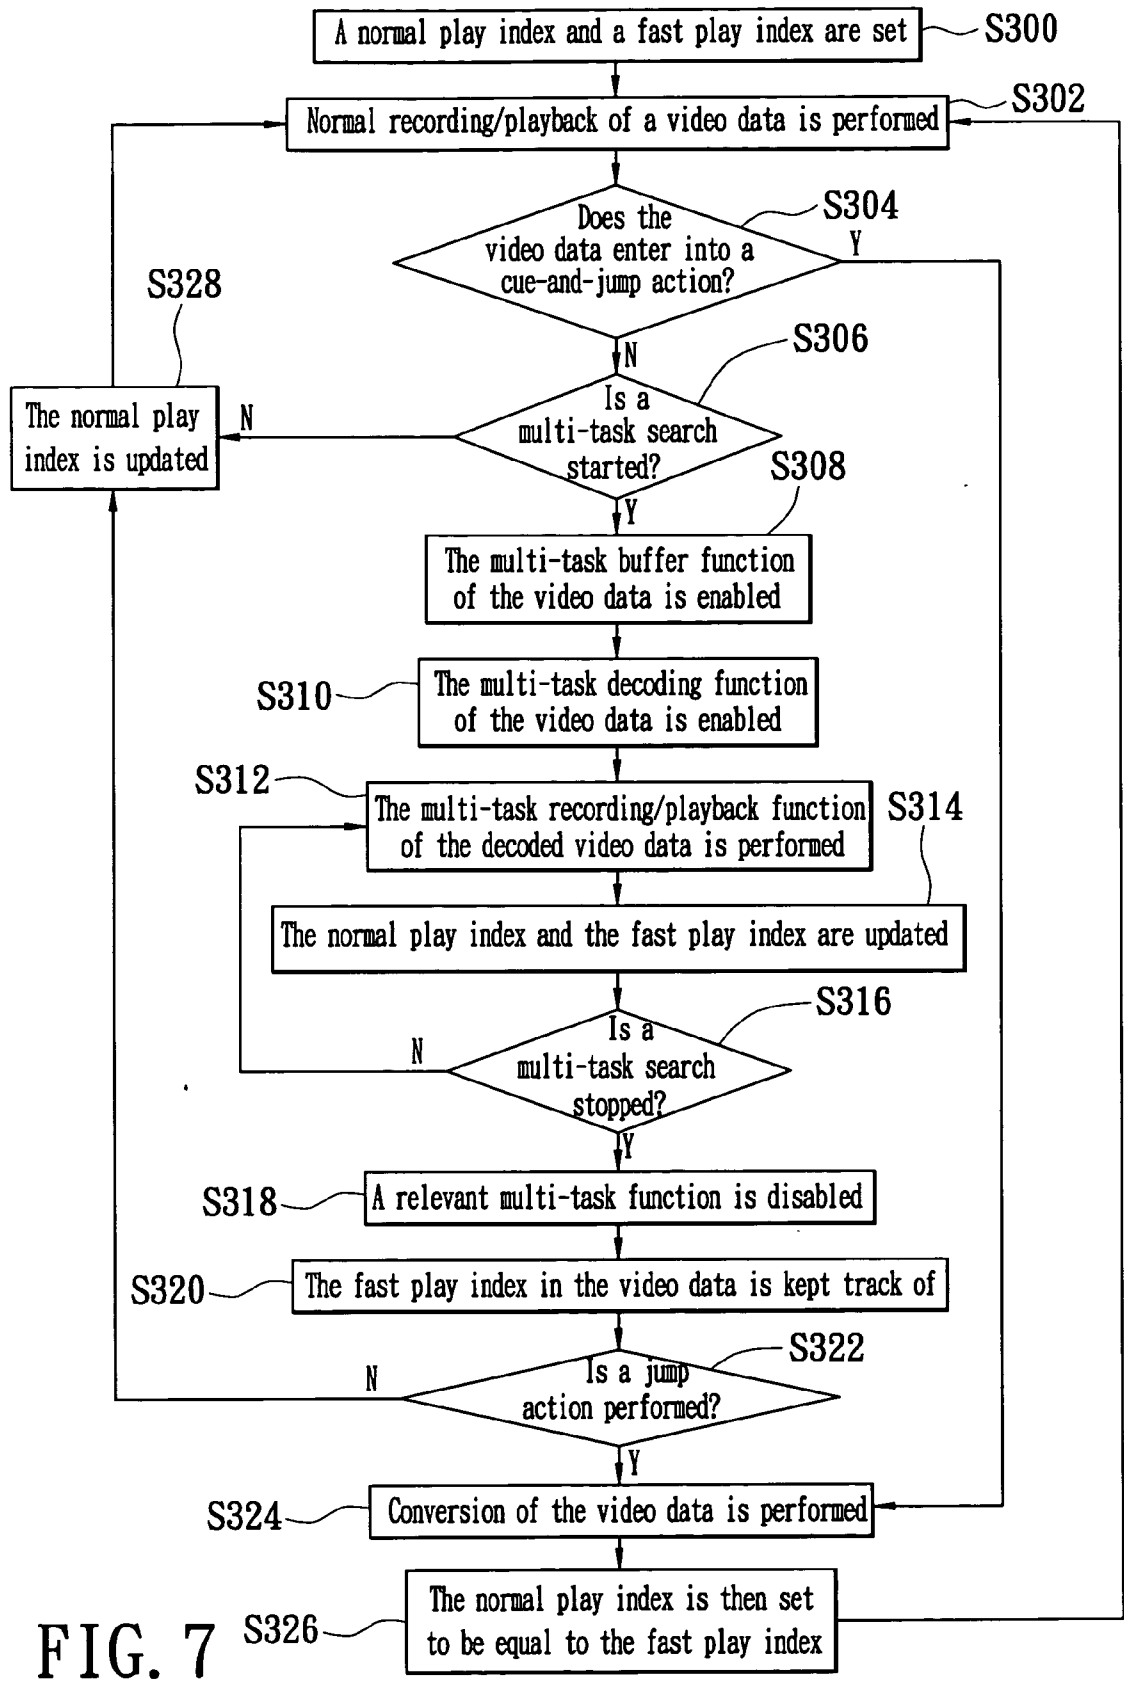 A normal play index and a fast play index are set
S300
S302
Normal recording/playback of a video data is performed
S304
Does the
video data enter into a
cue-and-jump action?
Y
S328
N
S306
The normal play
index is updated
N
Is a
multi-task search
started?
S308
Y
The multi-task buffer function
of the video data is enabled
S310
The multi-task decoding function
of the video data is enabled
S312
The multi-task recording/playback function
of the decoded video data is performed
S314
The normal play index and the fast play index are updated
S316
Is a
multi-task search
stopped?
N
Y
S318
A relevant multi-task function is disabled
S320
The fast play index in the video data is kept track of
S322
Is a jump
action performed?
N
Y
S324
Conversion of the video data is performed
The normal play index is then set
to be equal to the fast play index
S326
FIG. 7